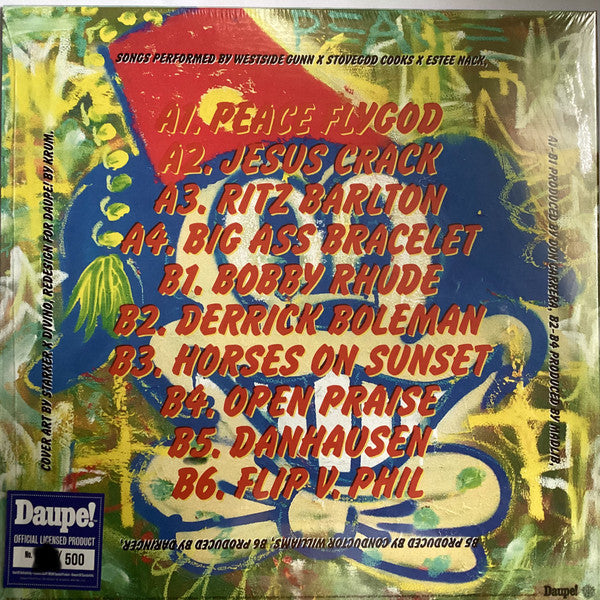 SONGS PERFORMED BY WESTSIDE GUNN X STOVEGOD COOKS X ESTEE NACK,
A1. PEACE FLYGOD
A2. JESUS CRACK
A3. RITZ BARLTON
A4. BIG ASS BRACELET
B1. BOBBY RHUDE
B2. DERRICK BOLEMAN
B3. HORSES ON SUNSET
B4. OPEN PRAISE
B5. DANHAUSEN
B6. FLIP V. PHIL
A1-B1 PRODUCED BY DON CARRERA, B2-B4 PRODUCED BY MADLIB,
B5 PRODUCED BY CONDUCTOR WILLIAMS, B6 PRODUCED BY DARINGER,
COVER ART BY STARKER X VIVINO, REDESIGN FOR DAUPE! BY KRUM.
Daupe!
OFFICIAL LICENSED PRODUCT
No. / 500
Daupe!